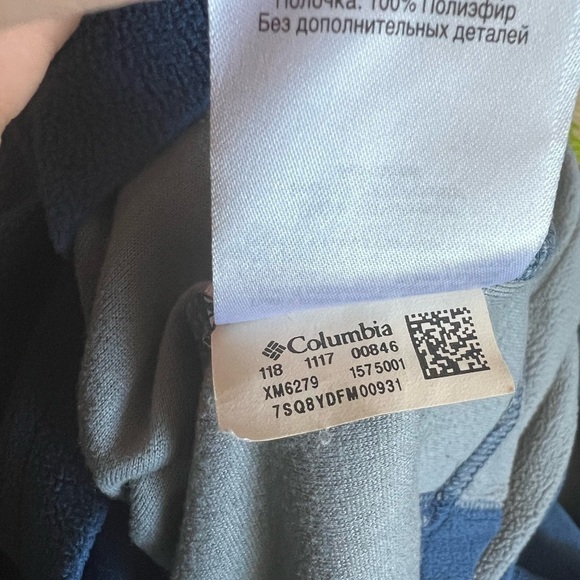 Полочка: 100% Полиэфир
Без дополнительных деталей
Columbia
118 1117 00846
XM6279 1575001
7SQ8YDFM00931